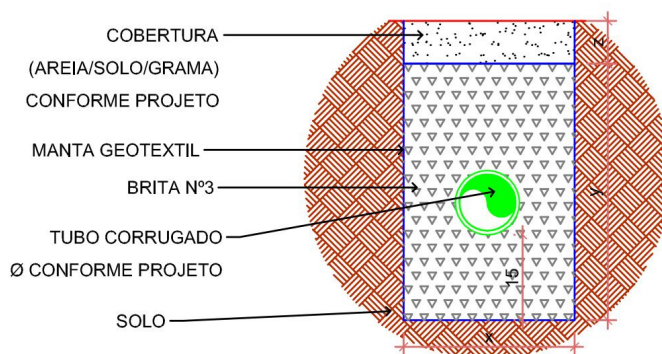 COBERTURA
(AREIA/SOLO/GRAMA)
CONFORME PROJETO
MANTA GEOTEXTIL
BRITA Nº3
TUBO CORRUGADO
Ø CONFORME PROJETO
SOLO
z
y
15
x